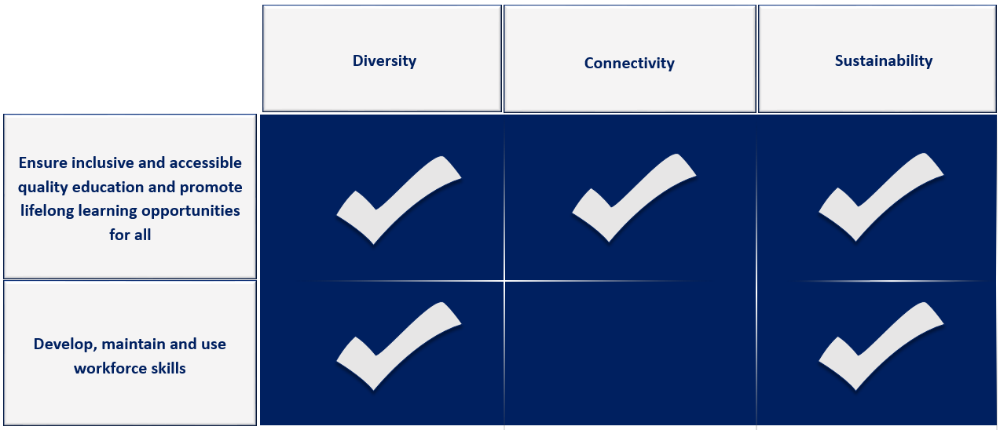 Diversity
Connectivity
Sustainability
Ensure inclusive and accessible
quality education and promote
lifelong learning opportunities
for all
Develop, maintain and use
workforce skills